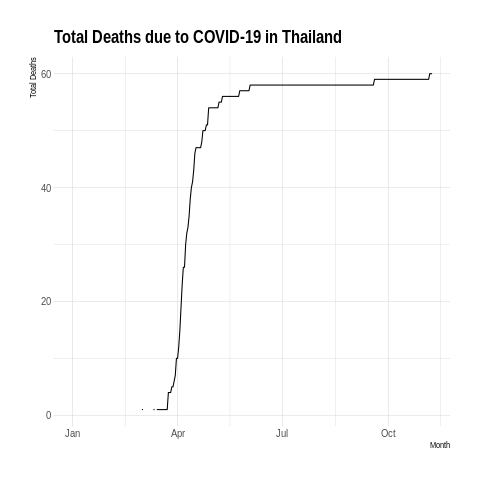 Total Deaths due to COVID-19 in Thailand
Total Deaths
60
40
20
0
Jan Apr Jul Oct
Month